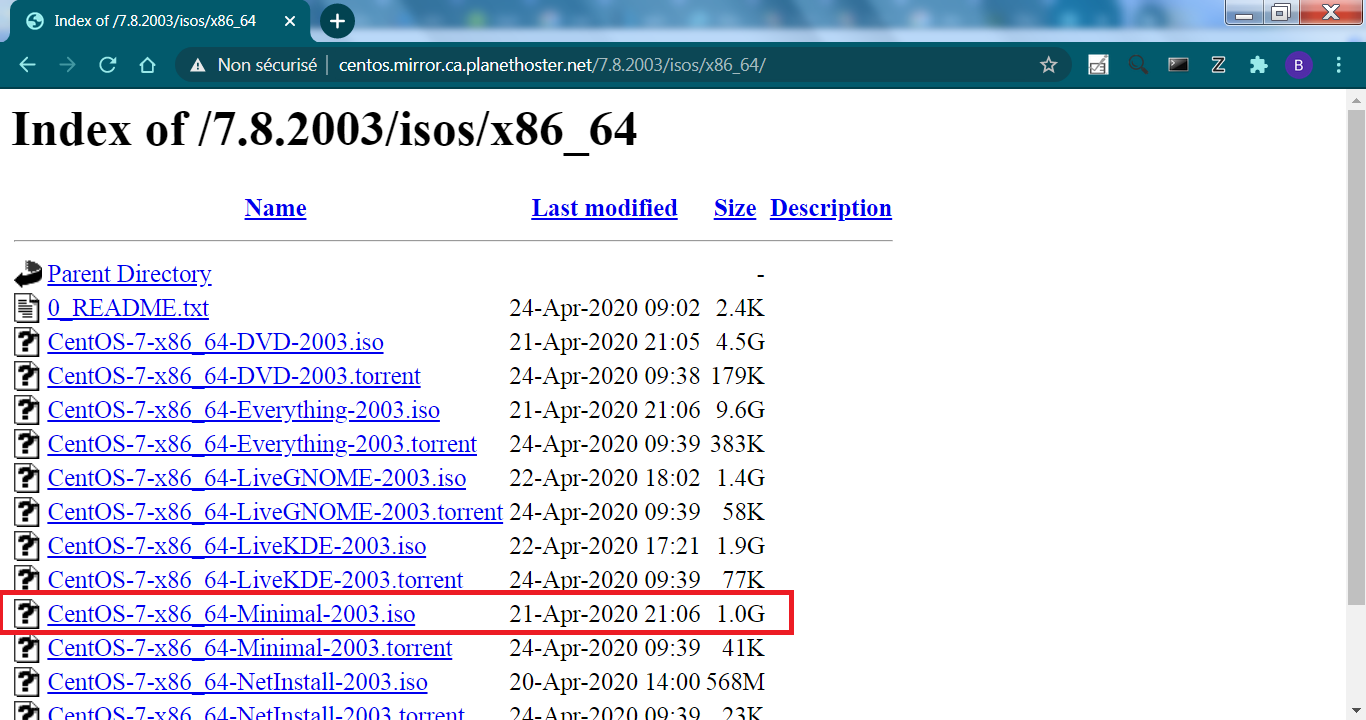 Index of /7.8.2003/isos/x86_64
Non sécurisé | centos.mirror.ca.planethoster.net/7.8.2003/isos/x86_64/
Z
B
Index of /7.8.2003/isos/x86_64
Name Last modified Size Description
Parent Directory -
0_README.txt 24-Apr-2020 09:02 2.4K
CentOS-7-x86_64-DVD-2003.iso 21-Apr-2020 21:05 4.5G
CentOS-7-x86_64-DVD-2003.torrent 24-Apr-2020 09:38 179K
CentOS-7-x86_64-Everything-2003.iso 21-Apr-2020 21:06 9.6G
CentOS-7-x86_64-Everything-2003.torrent 24-Apr-2020 09:39 383K
CentOS-7-x86_64-LiveGNOME-2003.iso 22-Apr-2020 18:02 1.4G
CentOS-7-x86_64-LiveGNOME-2003.torrent 24-Apr-2020 09:39 58K
CentOS-7-x86_64-LiveKDE-2003.iso 22-Apr-2020 17:21 1.9G
CentOS-7-x86_64-LiveKDE-2003.torrent 24-Apr-2020 09:39 77K
CentOS-7-x86_64-Minimal-2003.iso 21-Apr-2020 21:06 1.0G
CentOS-7-x86_64-Minimal-2003.torrent 24-Apr-2020 09:39 41K
CentOS-7-x86_64-NetInstall-2003.iso 20-Apr-2020 14:00 568M
CentOS-7-x86_64-NetInstall-2003.torrent 24-Apr-2020 09:39 23K